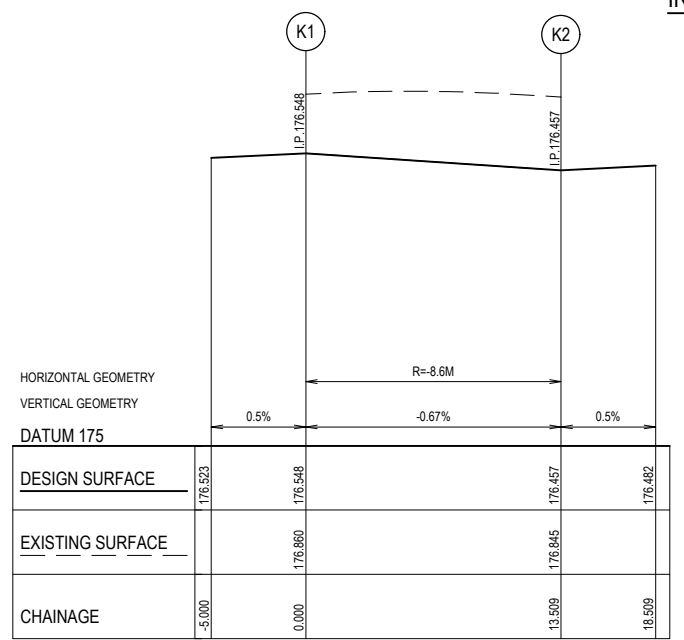 K1
K2
I.P.176.548
I.P.176.457
HORIZONTAL GEOMETRY
R=-8.6M
VERTICAL GEOMETRY
0.5%
-0.67%
0.5%
DATUM 175
DESIGN SURFACE
176.523
176.548
176.457
176.482
EXISTING SURFACE
176.860
176.845
CHAINAGE
-5.000
0.000
13.509
18.509